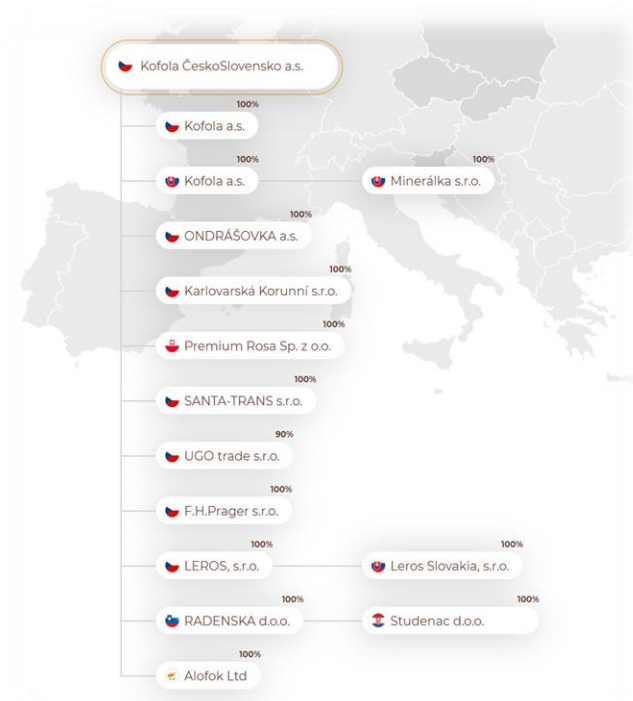 Kofola ČeskoSlovensko a.s.
100%
Kofola a.s.
100%
100%
Kofola a.s.
Minerálka s.r.o.
100%
ONDRÁŠOVKA a.s.
100%
Karlovarská Korunní s.r.o.
100%
Premium Rosa Sp. z o.o.
100%
SANTA-TRANS s.r.o.
90%
UGO trade s.r.o.
100%
F.H.Prager s.r.o.
100%
100%
LEROS, s.r.o.
Leros Slovakia, s.r.o.
100%
100%
RADENSKA d.o.o.
Studenac d.o.o.
100%
Alofok Ltd